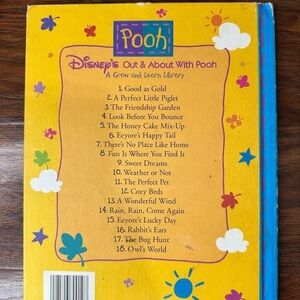 Pooh
Disney's Out & About With Pooh
A Grow and Learn Library
1. Good as Gold
2. A Perfect Little Piglet
3. The Friendship Garden
4. Look Before You Bounce
5. The Honey Cake Mix-Up
6. Eeyore's Happy Tail
7. There's No Place Like Home
8. Fun Is Where You Find It
9. Sweet Dreams
10. Weather or Not
11. The Perfect Pet
12. Cozy Beds
13. A Wonderful Wind
14. Rain, Rain, Come Again
15. Eeyore's Lucky Day
16. Rabbit's Ears
17. The Bug Hunt
18. Owl's World